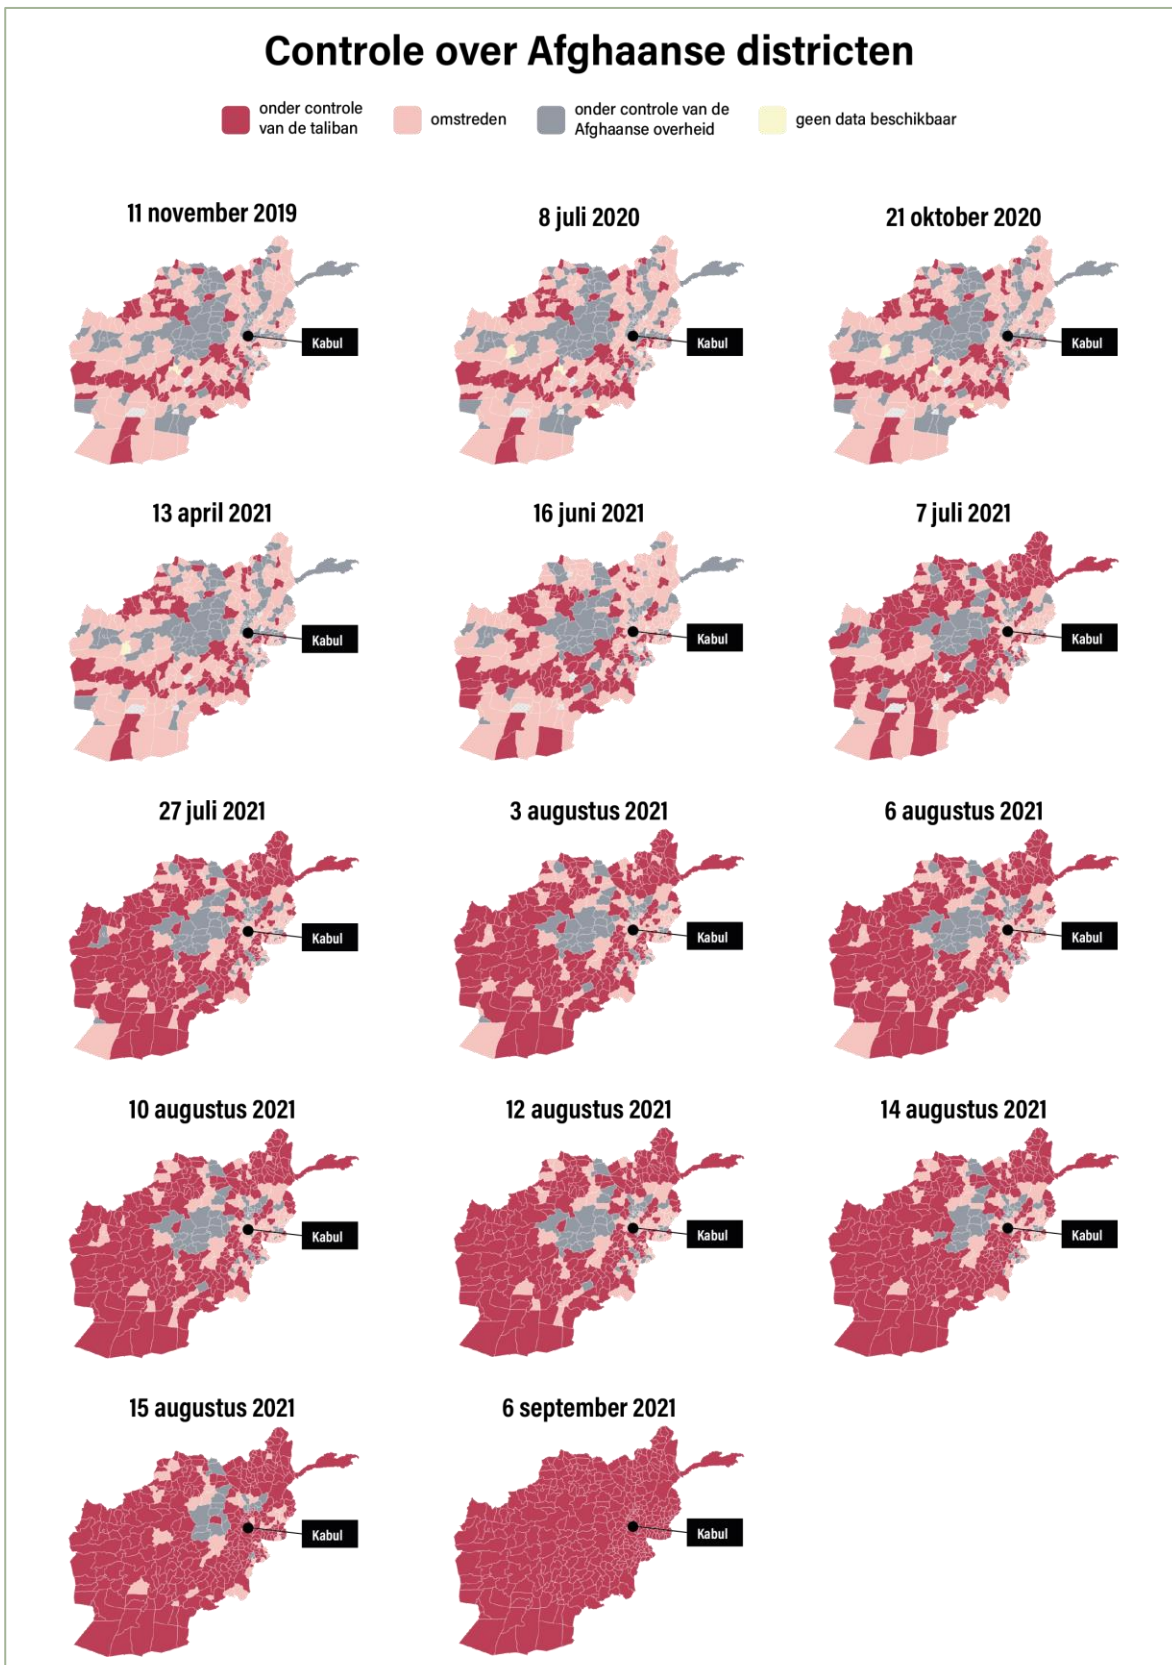 Controle over Afghaanse districten
onder controle
van de taliban
omstreden
onder controle van de
Afghaanse overheid
geen data beschikbaar
11 november 2019
8 juli 2020
21 oktober 2020
Kabul
Kabul
Kabul
13 april 2021
16 juni 2021
7 juli 2021
Kabul
Kabul
Kabul
27 juli 2021
3 augustus 2021
6 augustus 2021
Kabul
Kabul
Kabul
10 augustus 2021
12 augustus 2021
14 augustus 2021
Kabul
Kabul
Kabul
15 augustus 2021
6 september 2021
Kabul
Kabul